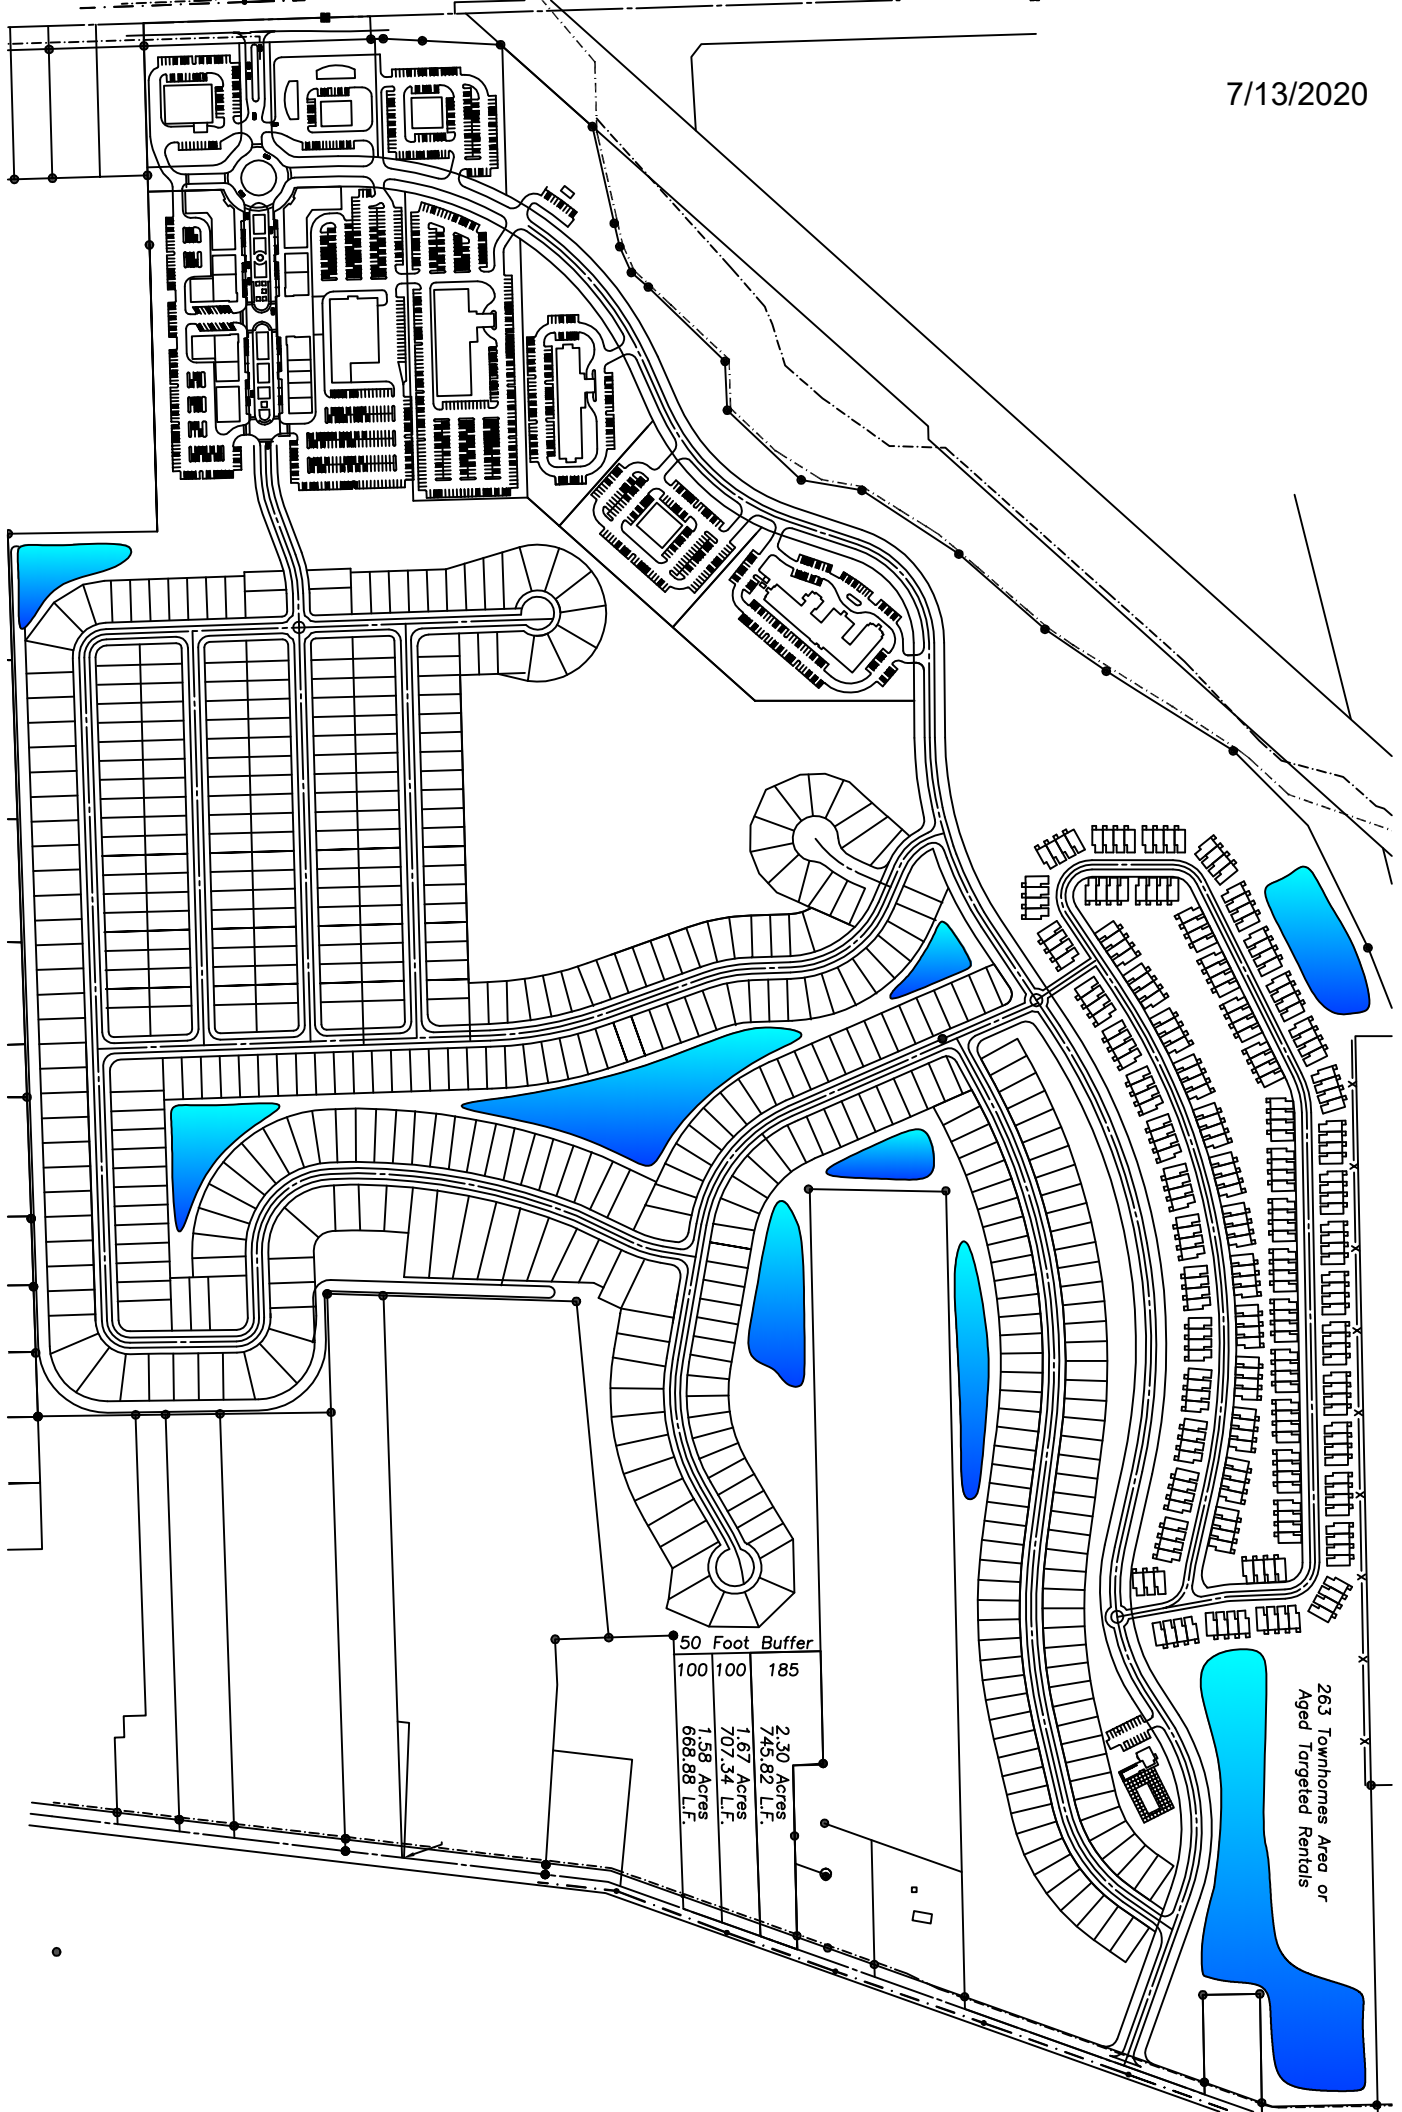 7/13/2020
50 Foot Buffer
100
100
185
2.30 Acres
745.82 L.F.
1.67 Acres
707.34 L.F.
1.58 Acres
668.88 L.F.
263 Townhomes Area or
Aged Targeted Rentals